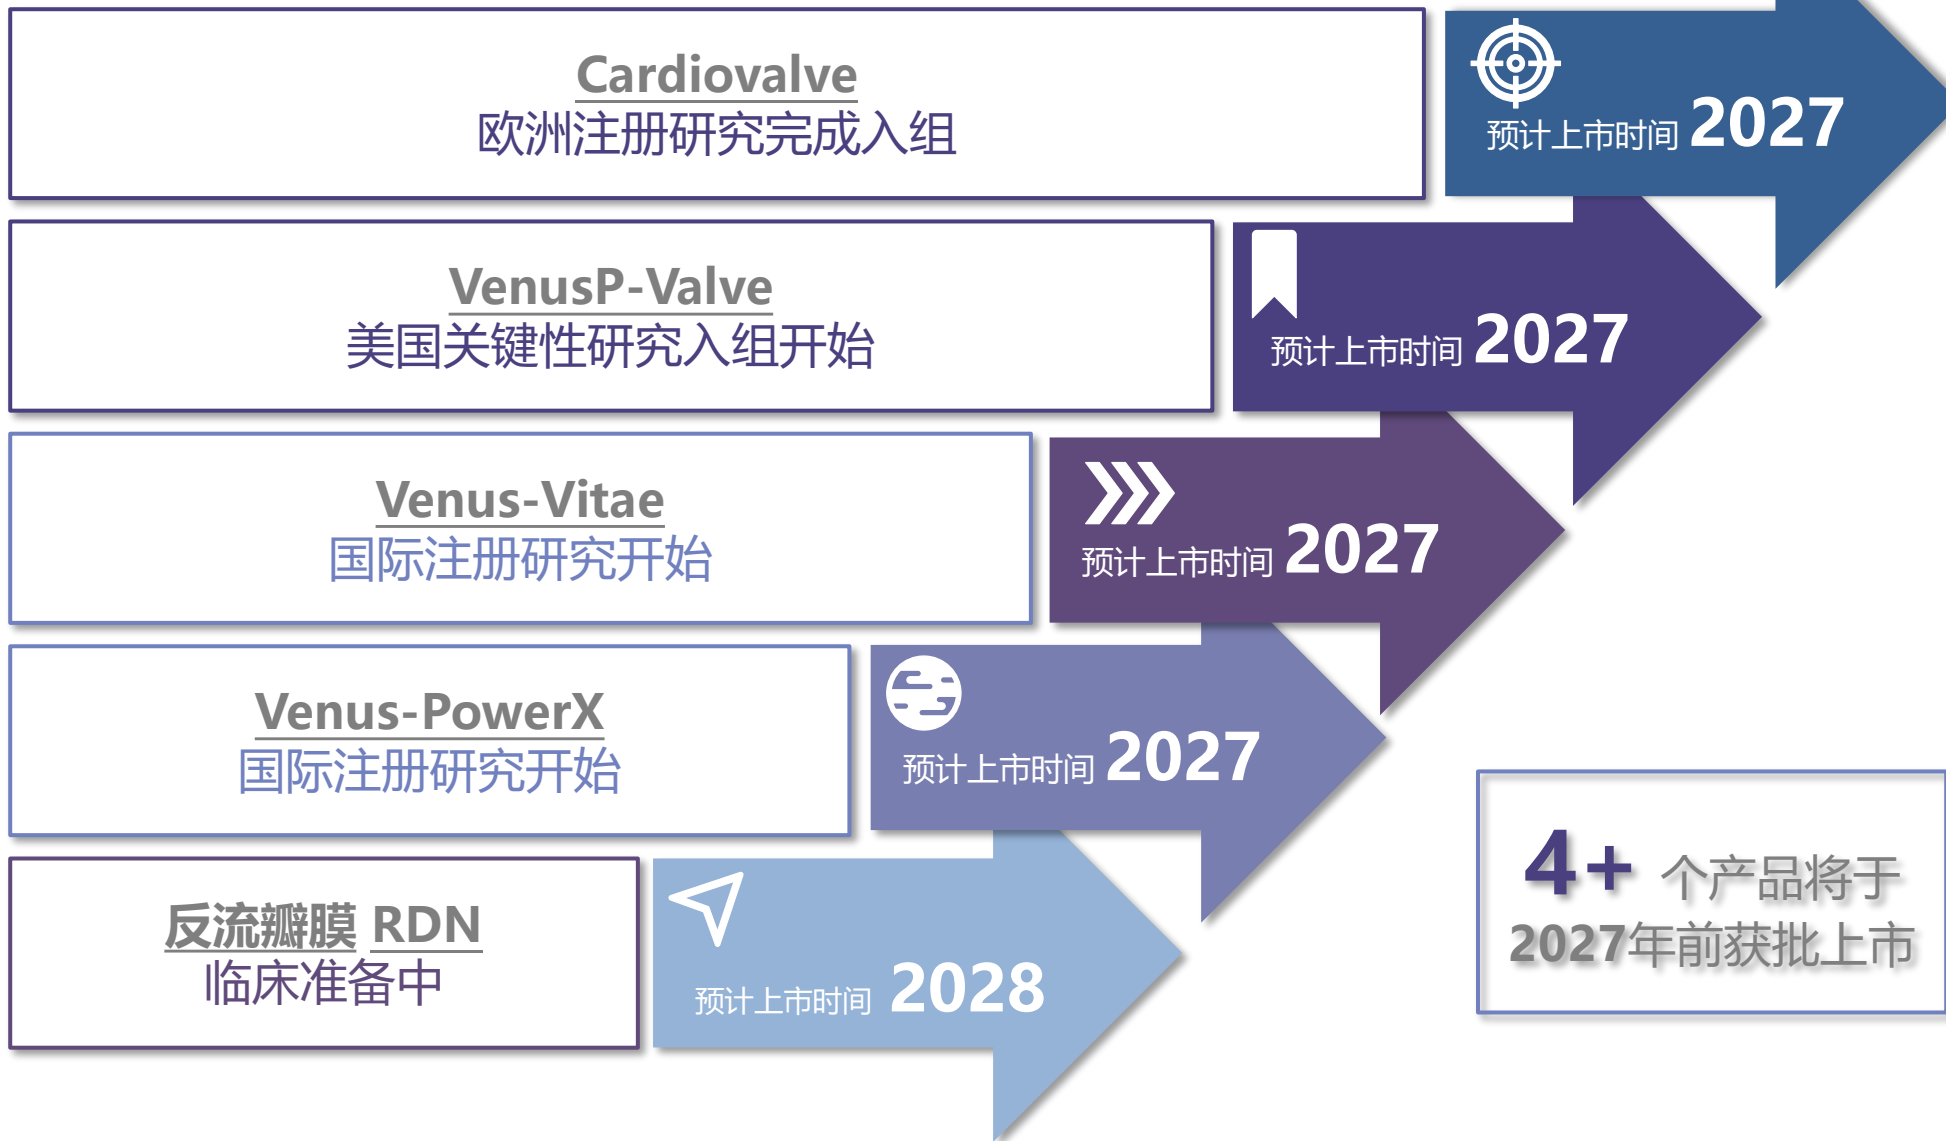 Cardiovalve
欧洲注册研究完成入组
预计上市时间 2027
VenusP-Valve
美国关键性研究入组开始
预计上市时间 2027
Venus-Vitae
国际注册研究开始
预计上市时间 2027
Venus-PowerX
国际注册研究开始
预计上市时间 2027
反流瓣膜 RDN
临床准备中
预计上市时间 2028
4+ 个产品将于
2027年前获批上市